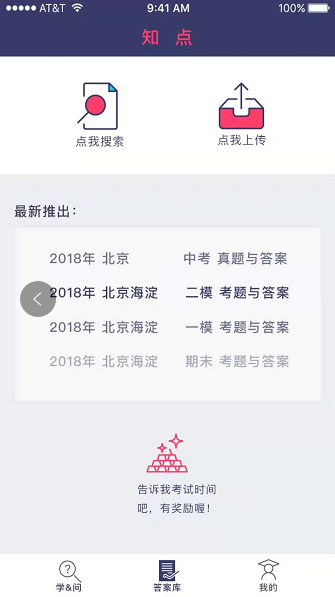 AT&T 9:41 AM 100%
知 点
点我搜索 点我上传
最新推出：
2018年 北京 中考 真题与答案
2018年 北京海淀 二模 考题与答案
2018年 北京海淀 一模 考题与答案
2018年 北京海淀 期末 考题与答案
告诉我考试时间
吧，有奖励喔！
学&问 答案库 我的